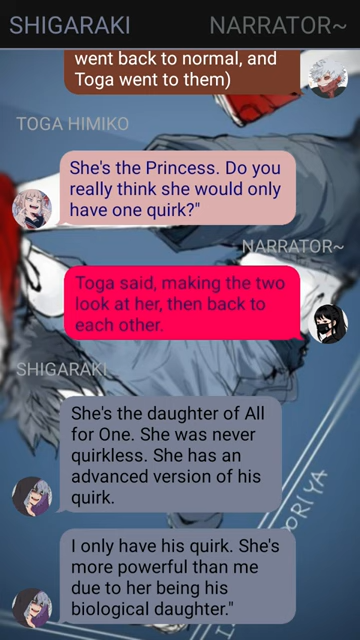 SHIGARAKI NARRATOR~
went back to normal, and
Toga went to them)
TOGA HIMIKO
She's the Princess. Do you
really think she would only
have one quirk?"
NARRATOR~
Toga said, making the two
look at her, then back to
each other.
SHIGARAKI
She's the daughter of All
for One. She was never
quirkless. She has an
advanced version of his
quirk.
ORIYA
I only have his quirk. She's
more powerful than me
due to her being his
biological daughter."